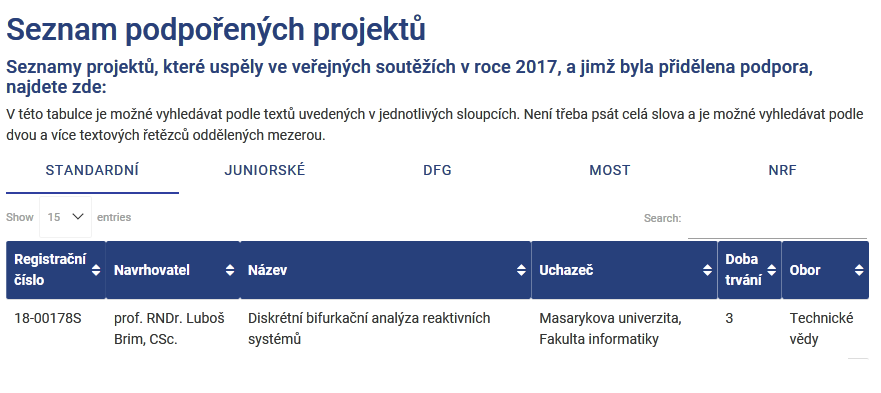 Seznam podpořených projektů
Seznamy projektů, které uspěly ve veřejných soutěžích v roce 2017, a jimž byla přidělena podpora,
najdete zde:
V této tabulce je možné vyhledávat podle textů uvedených v jednotlivých sloupcích. Není třeba psát celá slova a je možné vyhledávat podle
dvou a více textových řetězců oddělených mezerou.
STANDARDNÍ JUNIORSKÉ DFG MOST NRF
Show 15 entries Search:
Registrační číslo Navrhovatel Název Uchazeč Doba trvání Obor
18-00178S prof. RNDr. Luboš Diskrétní bifurkační analýza reaktivních Masarykova univerzita, 3 Technické
Brim, CSc. systémů Fakulta informatiky vědy